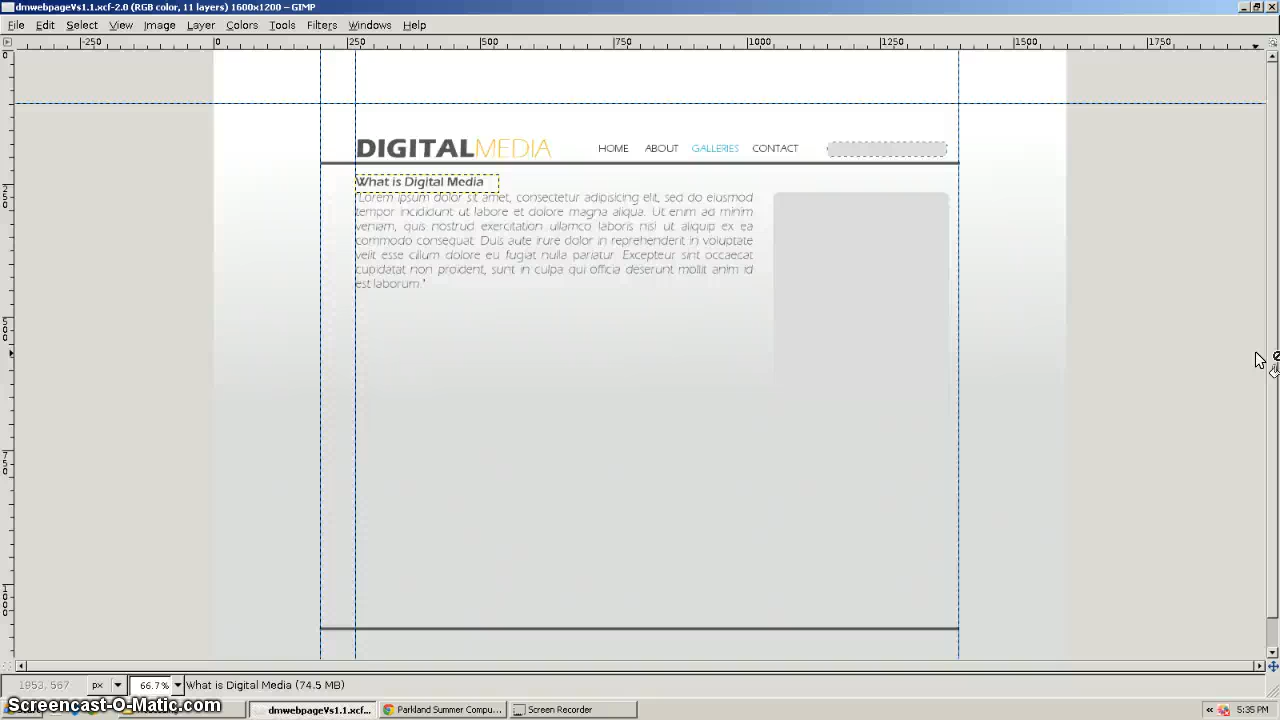 dmwebpageVs1.1.xcf-2.0 (RGB color, 11 layers) 1600x1200 – GIMP
File Edit Select View Image Layer Colors Tools Filters Windows Help
-250 0 250 500 750 1000 1250 1500 1750
0
250
500
750
1000
DIGITALMEDIA HOME ABOUT GALLERIES CONTACT
What is Digital Media
"Lorem ipsum dolor sit amet, consectetur adipisicing elit, sed do eiusmod
tempor incididunt ut labore et dolore magna aliqua. Ut enim ad minim
veniam, quis nostrud exercitation ullamco laboris nisi ut aliquip ex ea
commodo consequat. Duis aute irure dolor in reprehenderit in voluptate
velit esse cillum dolore eu fugiat nulla pariatur. Excepteur sint occaecat
cupidatat non proident, sunt in culpa qui officia deserunt mollit anim id
est laborum."
1953, 567 px 66.7% What is Digital Media (74.5 MB)
Screencast-O-Matic.com
dmwebpageVs1.1.xcf... Parkland Summer Compu... Screen Recorder « 5:35 PM